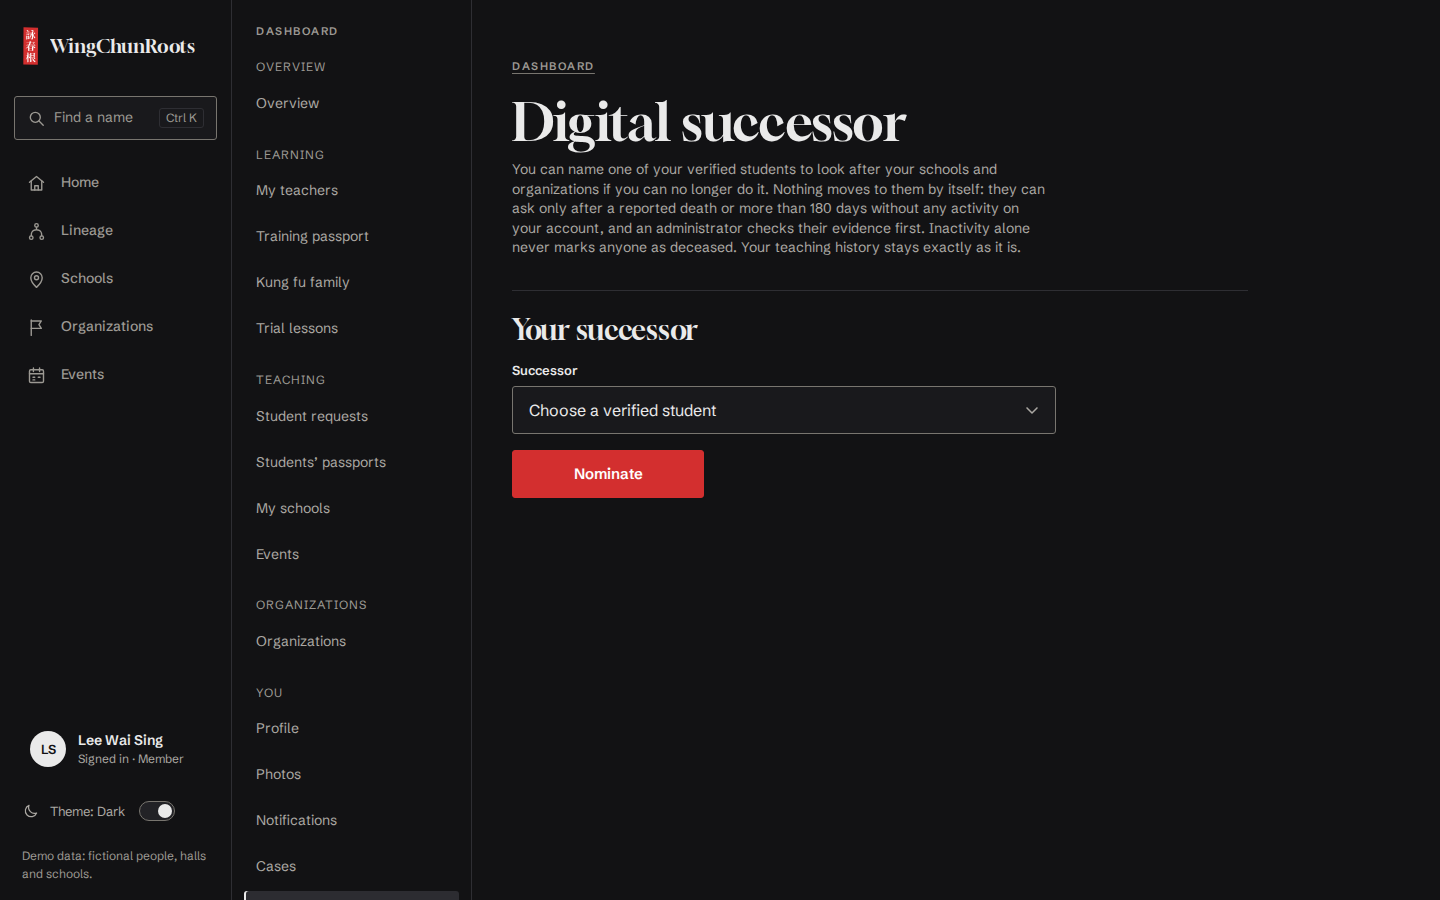 詠春根
WingChunRoots
Find a name
Ctrl K
Home
Lineage
Schools
Organizations
Events
LS
Lee Wai Sing
Signed in · Member
Theme: Dark
Demo data: fictional people, halls
and schools.
DASHBOARD
OVERVIEW
Overview
LEARNING
My teachers
Training passport
Kung fu family
Trial lessons
TEACHING
Student requests
Students’ passports
My schools
Events
ORGANIZATIONS
Organizations
YOU
Profile
Photos
Notifications
Cases
DASHBOARD
Digital successor
You can name one of your verified students to look after your schools and
organizations if you can no longer do it. Nothing moves to them by itself: they can
ask only after a reported death or more than 180 days without any activity on
your account, and an administrator checks their evidence first. Inactivity alone
never marks anyone as deceased. Your teaching history stays exactly as it is.
Your successor
Successor
Choose a verified student
Nominate